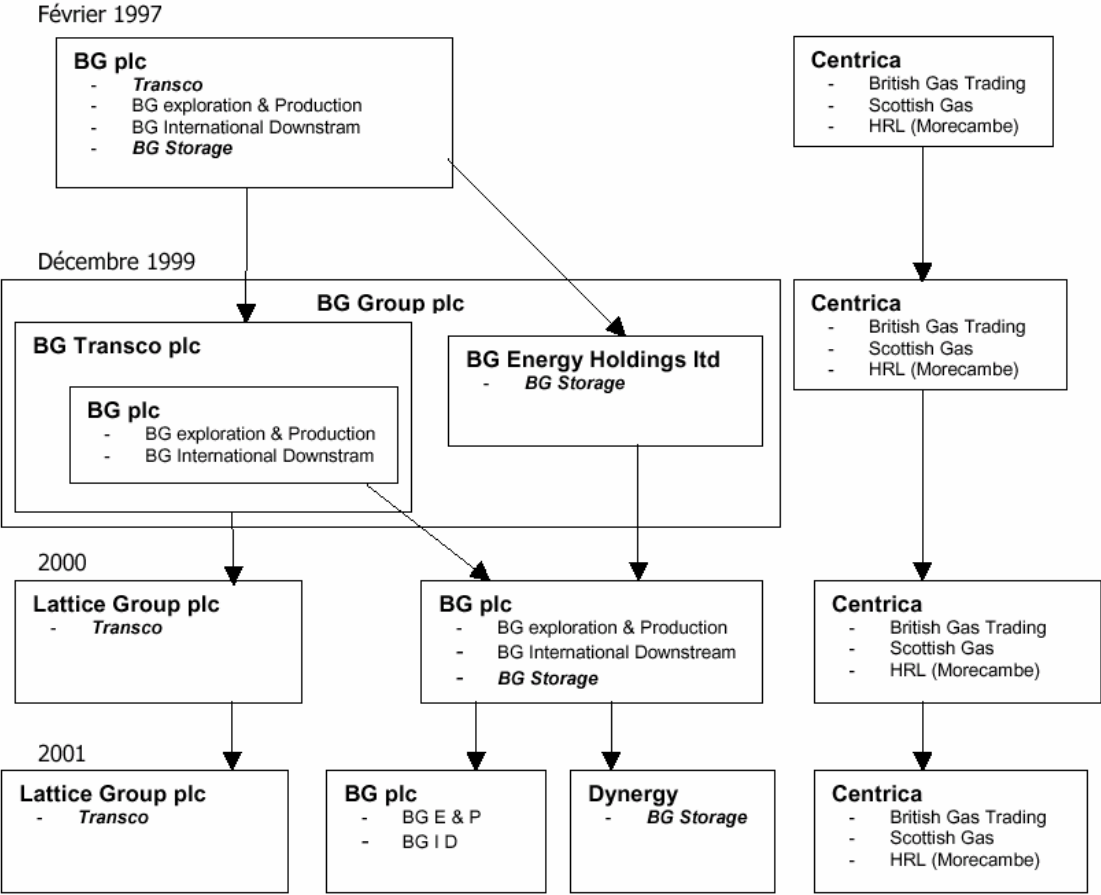 Février 1997
BG plc
- Transco
- BG exploration & Production
- BG International Downstram
- BG Storage
Centrica
- British Gas Trading
- Scottish Gas
- HRL (Morecambe)
Décembre 1999
BG Group plc
BG Transco plc
BG plc
- BG exploration & Production
- BG International Downstram
BG Energy Holdings ltd
- BG Storage
Centrica
- British Gas Trading
- Scottish Gas
- HRL (Morecambe)
2000
Lattice Group plc
- Transco
BG plc
- BG exploration & Production
- BG International Downstream
- BG Storage
Centrica
- British Gas Trading
- Scottish Gas
- HRL (Morecambe)
2001
Lattice Group plc
- Transco
BG plc
- BG E & P
- BG I D
Dynergy
- BG Storage
Centrica
- British Gas Trading
- Scottish Gas
- HRL (Morecambe)